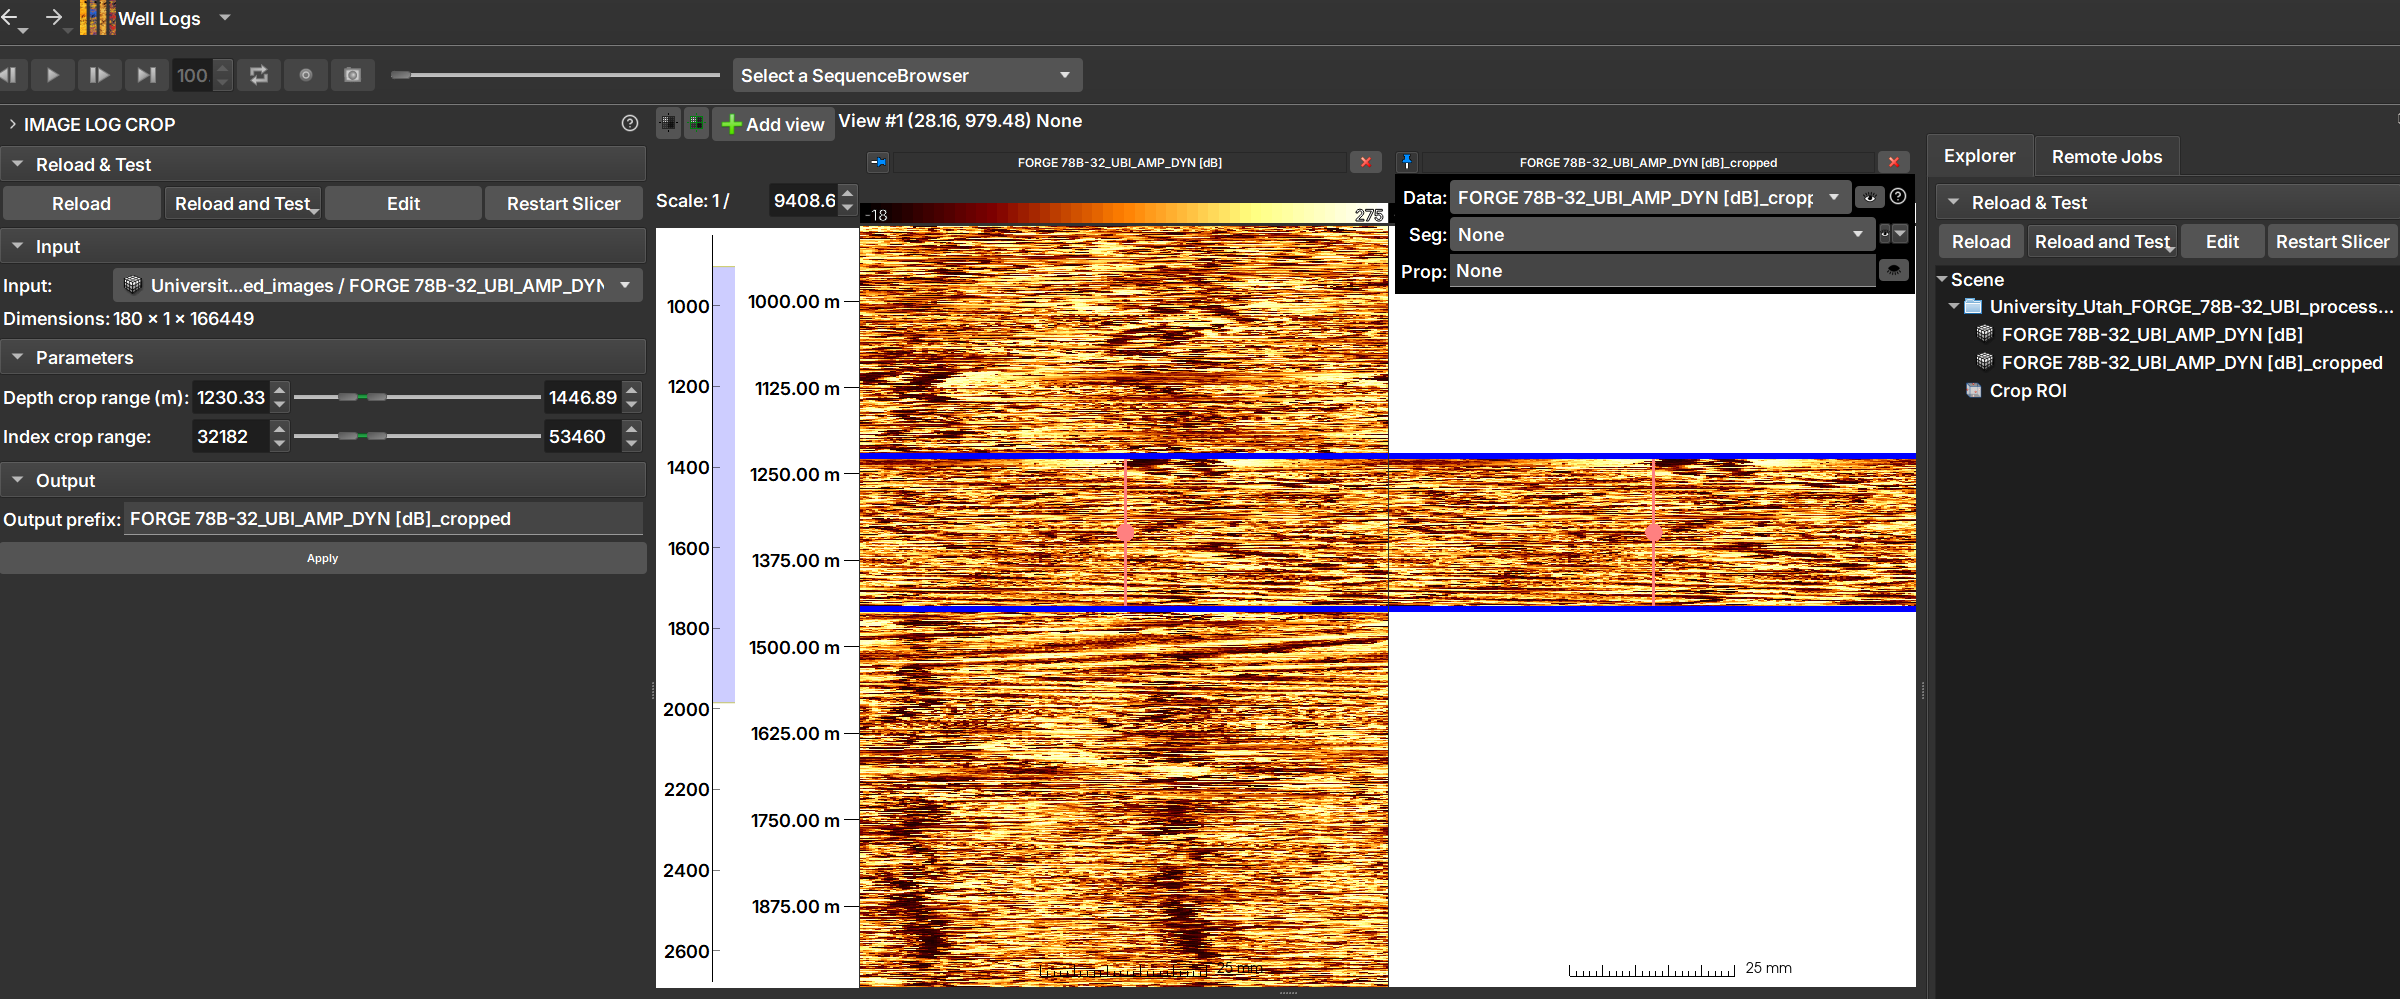 Well Logs
100
Select a SequenceBrowser
IMAGE LOG CROP
Reload & Test
Reload
Reload and Test
Edit
Restart Slicer
Input
Input:
Universit...ed_images / FORGE 78B-32_UBI_AMP_DYN
Dimensions: 180 × 1 × 166449
Parameters
Depth crop range (m):
1230.33
1446.89
Index crop range:
32182
53460
Output
Output prefix:
FORGE 78B-32_UBI_AMP_DYN [dB]_cropped
Apply
Add view
View #1 (28.16, 979.48) None
Scale: 1 /
9408.6
FORGE 78B-32_UBI_AMP_DYN [dB]
-18
275
1000
1200
1400
1600
1800
2000
2200
2400
2600
1000.00 m
1125.00 m
1250.00 m
1375.00 m
1500.00 m
1625.00 m
1750.00 m
1875.00 m
25 mm
FORGE 78B-32_UBI_AMP_DYN [dB]_cropped
Data:
FORGE 78B-32_UBI_AMP_DYN [dB]_cropp
Seg:
None
Prop:
None
25 mm
Explorer
Remote Jobs
Reload & Test
Reload
Reload and Test
Edit
Restart Slicer
Scene
University_Utah_FORGE_78B-32_UBI_process...
FORGE 78B-32_UBI_AMP_DYN [dB]
FORGE 78B-32_UBI_AMP_DYN [dB]_cropped
Crop ROI